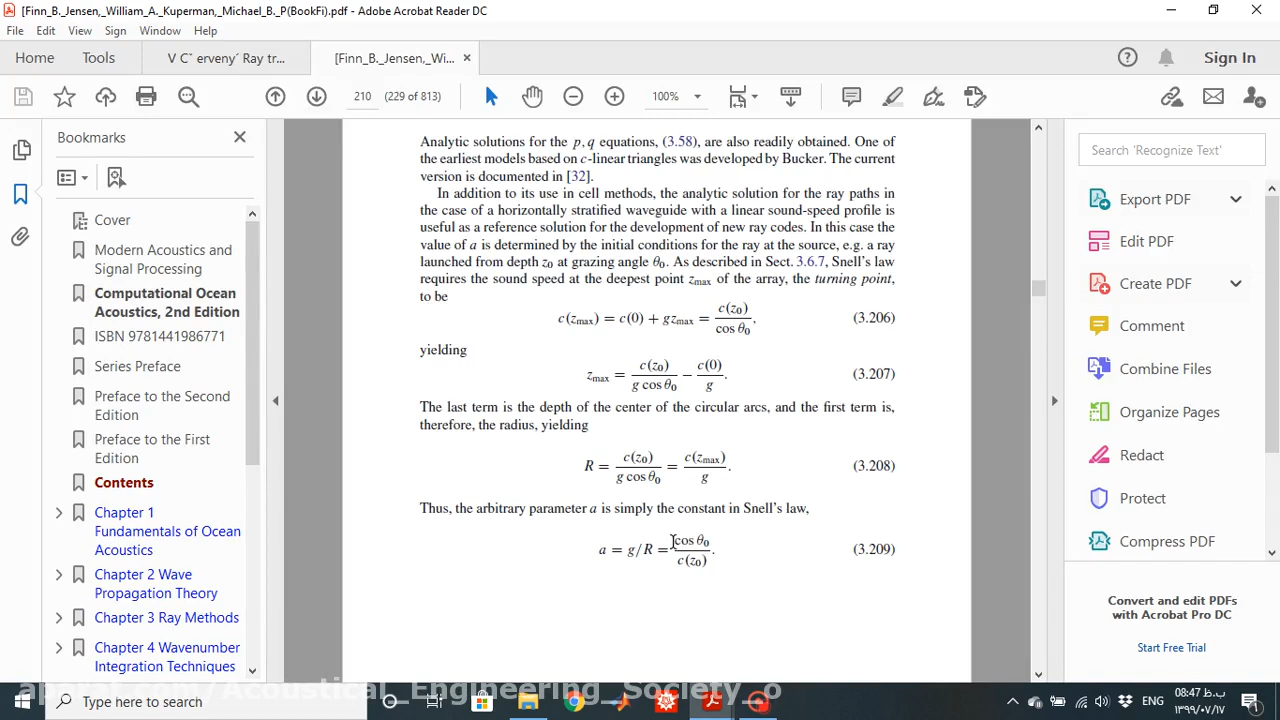 [Finn_B._Jensen,_William_A._Kuperman,_Michael_B._P(BookFi).pdf - Adobe Acrobat Reader DC
File Edit View Sign Window Help
Home Tools V Cˇ erveny´ Ray tr... [Finn_B._Jensen,_Wi... × ? Sign In
210 (229 of 813) 100%
Bookmarks
Cover
Modern Acoustics and
Signal Processing
Computational Ocean
Acoustics, 2nd Edition
ISBN 9781441986771
Series Preface
Preface to the Second
Edition
Preface to the First
Edition
Contents
Chapter 1
Fundamentals of Ocean
Acoustics
Chapter 2 Wave
Propagation Theory
Chapter 3 Ray Methods
Chapter 4 Wavenumber
Integration Techniques
Analytic solutions for the p, q equations, (3.58), are also readily obtained. One of
the earliest models based on c-linear triangles was developed by Bucker. The current
version is documented in [32].
In addition to its use in cell methods, the analytic solution for the ray paths in
the case of a horizontally stratified waveguide with a linear sound-speed profile is
useful as a reference solution for the development of new ray codes. In this case the
value of a is determined by the initial conditions for the ray at the source, e.g. a ray
launched from depth z₀ at grazing angle θ₀. As described in Sect. 3.6.7, Snell's law
requires the sound speed at the deepest point zmax of the array, the turning point,
to be
c(zmax) = c(0) + gzmax = c(z₀) / cos θ₀, (3.206)
yielding
zmax = c(z₀) / g cos θ₀ − c(0) / g. (3.207)
The last term is the depth of the center of the circular arcs, and the first term is,
therefore, the radius, yielding
R = c(z₀) / g cos θ₀ = c(zmax) / g. (3.208)
Thus, the arbitrary parameter a is simply the constant in Snell's law,
a = g/R = cos θ₀ / c(z₀). (3.209)
Search 'Recognize Text'
Export PDF
Edit PDF
Create PDF
Comment
Combine Files
Organize Pages
Redact
Protect
Compress PDF
Convert and edit PDFs
with Acrobat Pro DC
Start Free Trial
aparat.com/Acoustical_Engineering_Society_o
Type here to search
ENG
08:47 ب.ظ
۱۳۹۹/۰۷/۱۷